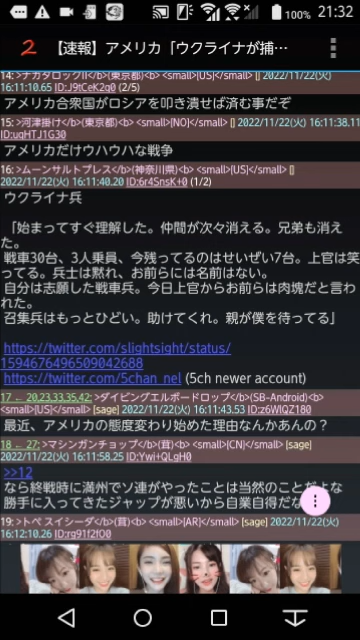 100% 21:32
2 【速報】アメリカ「ウクライナが捕…
14:>ナガタロックII</b>(東京都)<b> <small>[US]</small> [] 2022/11/22(火)
16:11:10.65 ID:J9tCeK2q0 (2/5)
アメリカ合衆国がロシアを叩き潰せば済む事だぞ
15:>河津掛け</b>(東京都)<b> <small>[NO]</small> [] 2022/11/22(火) 16:11:38.11
ID:uqHTJ1G30
アメリカだけウハウハな戦争
16:>ムーンサルトプレス</b>(神奈川県)<b> <small>[US]</small> []
2022/11/22(火) 16:11:40.20 ID:6r4SnsK+0 (1/2)
ウクライナ兵
「始まってすぐ理解した。仲間が次々消える。兄弟も消え
た。
戦車30台、3人乗員、今残ってるのはせいぜい7台。上官は笑
ってる。兵士は黙れ、お前らには名前はない。
自分は志願した戦車兵。今日上官からお前らは肉塊だと言わ
れた。
召集兵はもっとひどい。助けてくれ。親が僕を待ってる」
https://twitter.com/slightsight/status/
1594676496509042688
https://twitter.com/5chan_nel (5ch newer account)
17 ← 20,23,33,35,42: >ダイビングエルボードロップ</b>(SB-Android)<b>
<small>[US]</small> [sage] 2022/11/22(火) 16:11:43.53 ID:z6WlQZ180
最近、アメリカの態度変わり始めた理由なんかあんの？
18 ← 27: >マシンガンチョップ</b>(茸)<b> <small>[CN]</small> [sage]
2022/11/22(火) 16:11:58.25 ID:Ywi+QLgH0
>>12
なら終戦時に満州でソ連がやったことは当然のことだよな
勝手に入ってきたジャップが悪いから自業自得だな
19:>トペ スイシーダ</b>(茸)<b> <small>[AR]</small> [sage] 2022/11/22(火)
16:12:10.26 ID:rg91f2f00